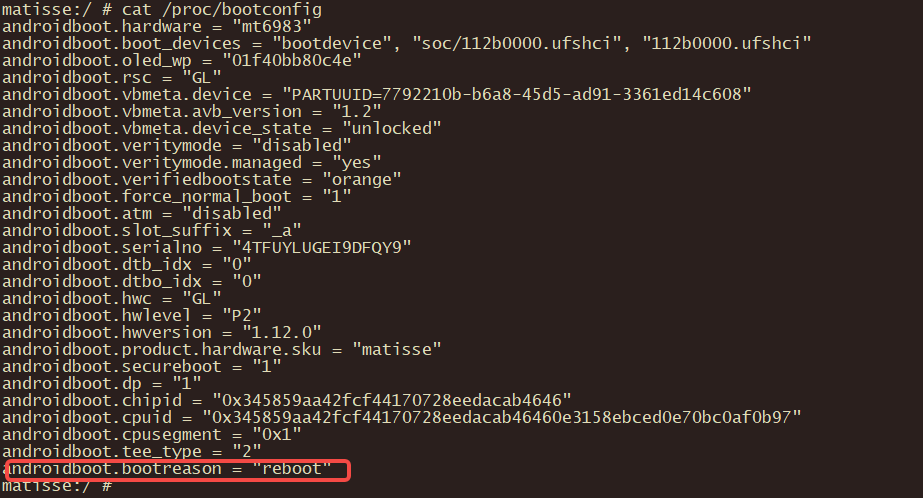 matisse:/ # cat /proc/bootconfig
androidboot.hardware = "mt6983"
androidboot.boot_devices = "bootdevice", "soc/112b0000.ufshci", "112b0000.ufshci"
androidboot.oled_wp = "01f40bb80c4e"
androidboot.rsc = "GL"
androidboot.vbmeta.device = "PARTUUID=7792210b-b6a8-45d5-ad91-3361ed14c608"
androidboot.vbmeta.avb_version = "1.2"
androidboot.vbmeta.device_state = "unlocked"
androidboot.veritymode = "disabled"
androidboot.veritymode.managed = "yes"
androidboot.verifiedbootstate = "orange"
androidboot.force_normal_boot = "1"
androidboot.atm = "disabled"
androidboot.slot_suffix = "_a"
androidboot.serialno = "4TFUYLUGEI9DFQY9"
androidboot.dtb_idx = "0"
androidboot.dtbo_idx = "0"
androidboot.hwc = "GL"
androidboot.hwlevel = "P2"
androidboot.hwversion = "1.12.0"
androidboot.product.hardware.sku = "matisse"
androidboot.secureboot = "1"
androidboot.dp = "1"
androidboot.chipid = "0x345859aa42fcf44170728eedacab4646"
androidboot.cpuid = "0x345859aa42fcf44170728eedacab46460e3158ebced0e70bc0af0b97"
androidboot.cpusegment = "0x1"
androidboot.tee_type = "2"
androidboot.bootreason = "reboot"
matisse:/ #